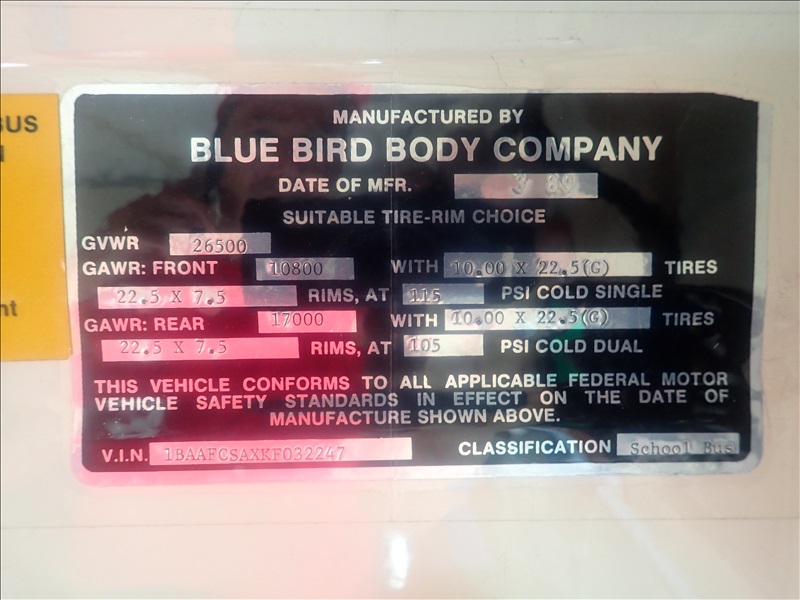 BUS
MANUFACTURED BY
BLUE BIRD BODY COMPANY
DATE OF MFR. 3 89
SUITABLE TIRE-RIM CHOICE
GVWR 26500
GAWR: FRONT 10800 WITH 10.00 X 22.5(G) TIRES
22.5 X 7.5 RIMS, AT 115 PSI COLD SINGLE
GAWR: REAR 17000 WITH 10.00 X 22.5(G) TIRES
22.5 X 7.5 RIMS, AT 105 PSI COLD DUAL
THIS VEHICLE CONFORMS TO ALL APPLICABLE FEDERAL MOTOR
VEHICLE SAFETY STANDARDS IN EFFECT ON THE DATE OF
MANUFACTURE SHOWN ABOVE.
V.I.N. 1BAAFCSAXKF032247 CLASSIFICATION School Bus